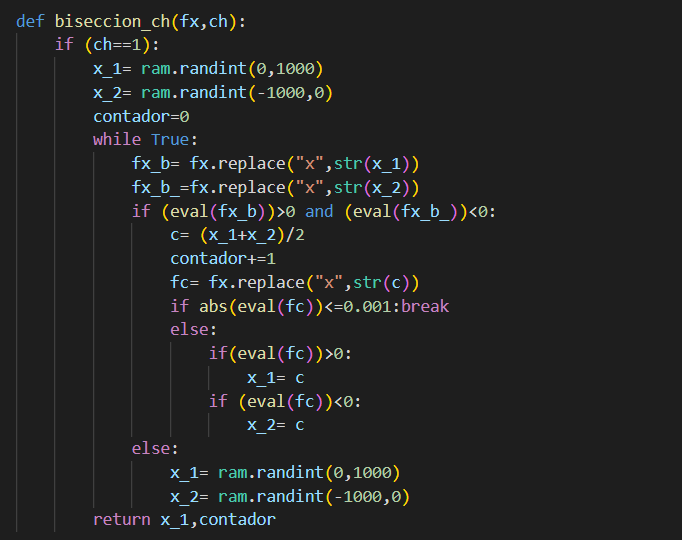 def biseccion_ch(fx,ch):
    if (ch==1):
        x_1= ram.randint(0,1000)
        x_2= ram.randint(-1000,0)
        contador=0
        while True:
            fx_b= fx.replace("x",str(x_1))
            fx_b_=fx.replace("x",str(x_2))
            if (eval(fx_b))>0 and (eval(fx_b_))<0:
                c= (x_1+x_2)/2
                contador+=1
                fc= fx.replace("x",str(c))
                if abs(eval(fc))<=0.001:break
                else:
                    if(eval(fc))>0:
                        x_1= c
                    if (eval(fc))<0:
                        x_2= c
            else:
                x_1= ram.randint(0,1000)
                x_2= ram.randint(-1000,0)
        return x_1,contador